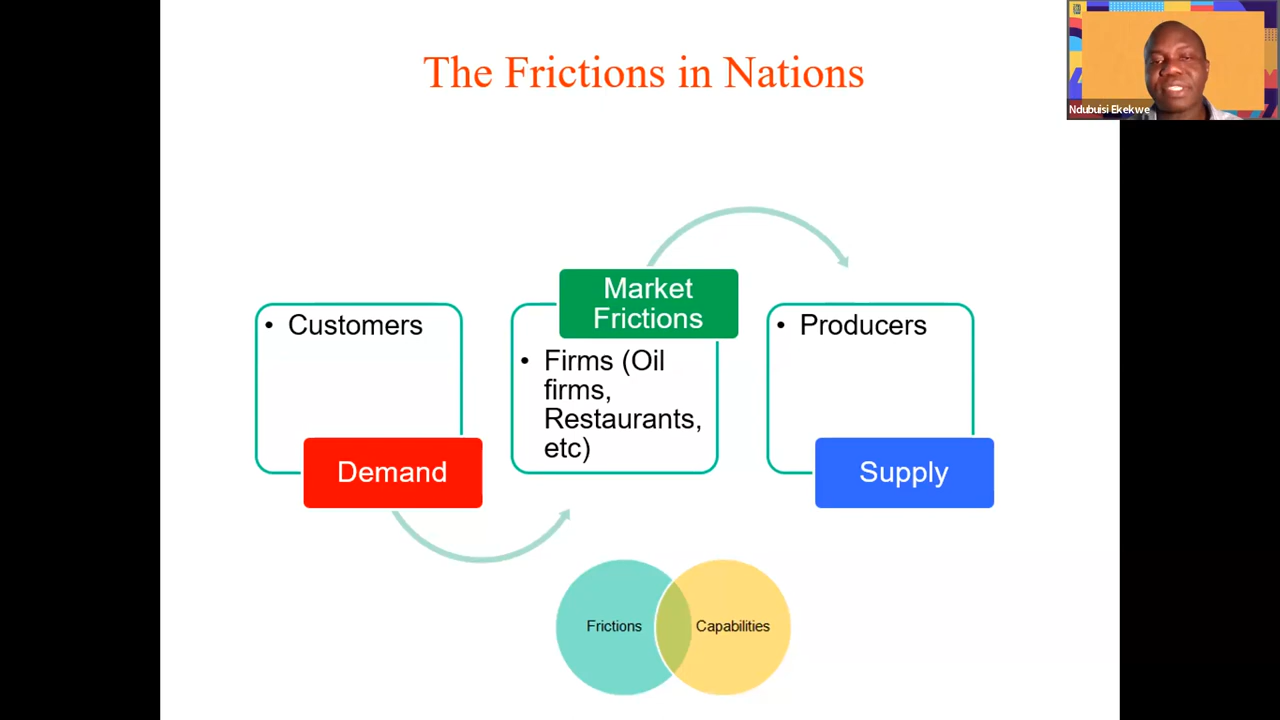 The Frictions in Nations
Ndubuisi Ekekwe
Market
Frictions
• Customers
Demand
• Firms (Oil
firms,
Restaurants,
etc)
• Producers
Supply
Frictions
Capabilities